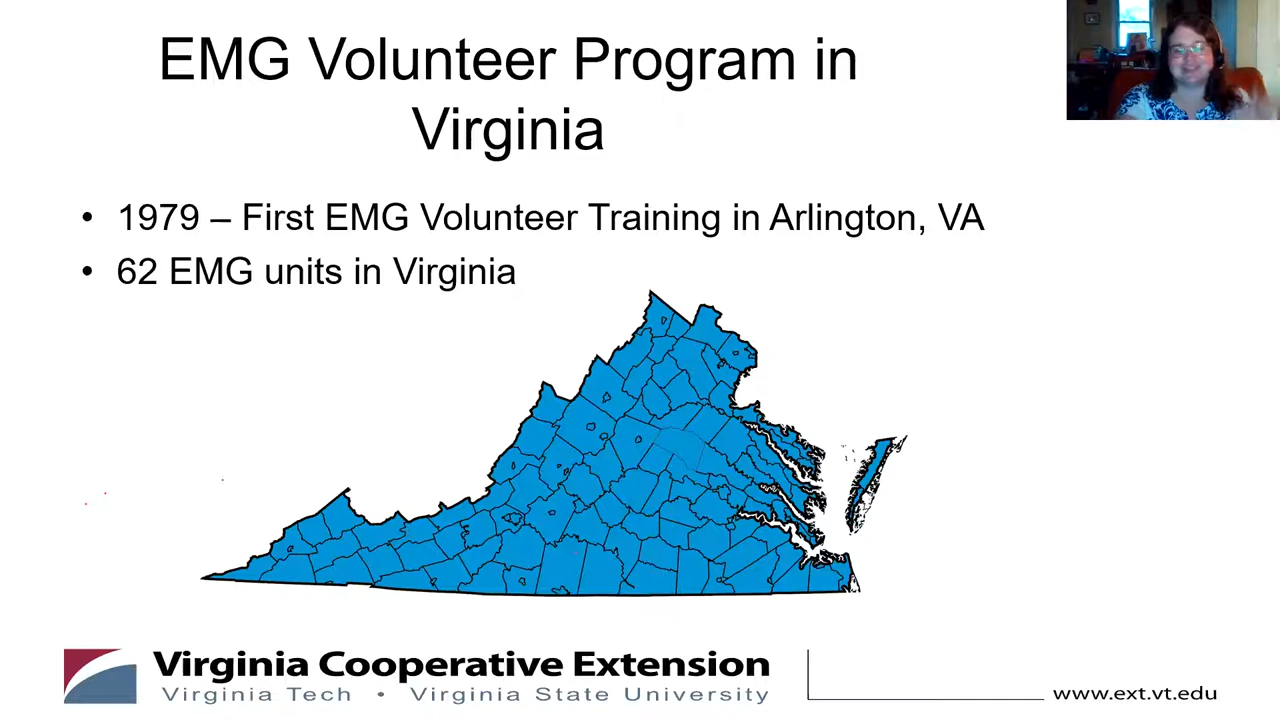 EMG Volunteer Program in
Virginia
• 1979 – First EMG Volunteer Training in Arlington, VA
• 62 EMG units in Virginia
Virginia Cooperative Extension
Virginia Tech • Virginia State University
www.ext.vt.edu